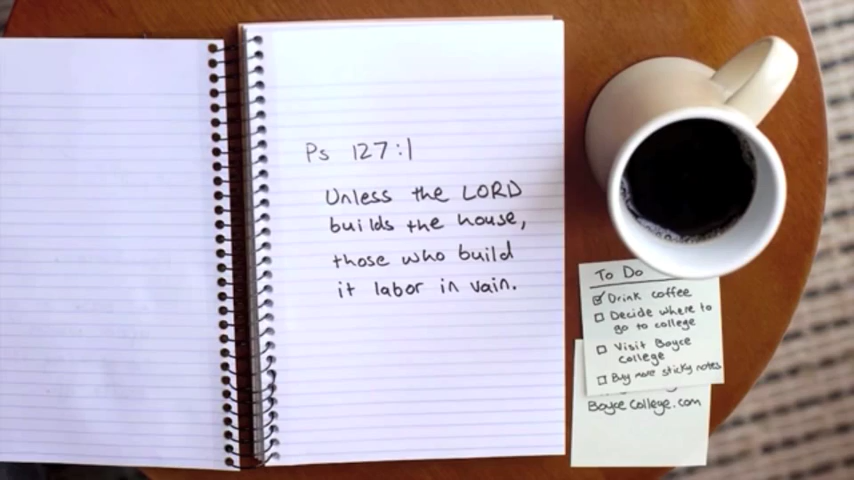 Ps 127:1
Unless the LORD
builds the house,
those who build
it labor in vain.
To Do
Drink coffee
Decide where to
go to college
Visit Boyce
College
Buy more sticky notes
BoyceCollege.com